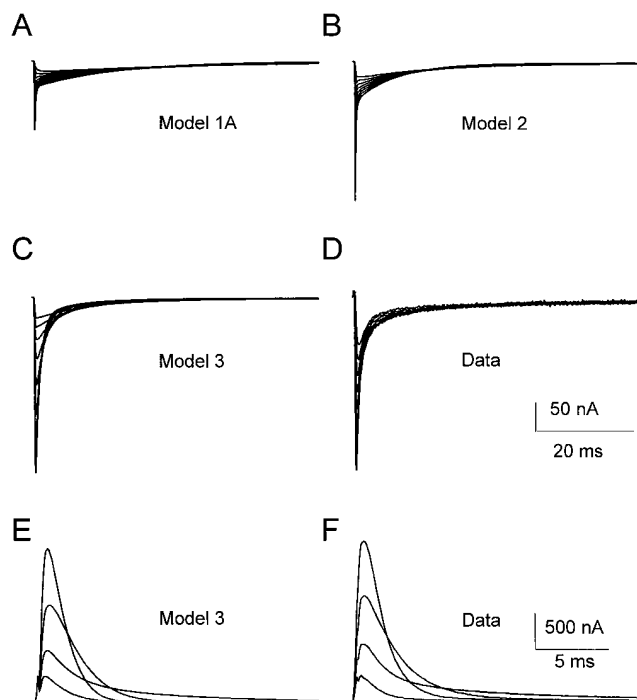 A
B
Model 1A
Model 2
C
D
Model 3
Data
50 nA
20 ms
E
F
Model 3
Data
500 nA
5 ms